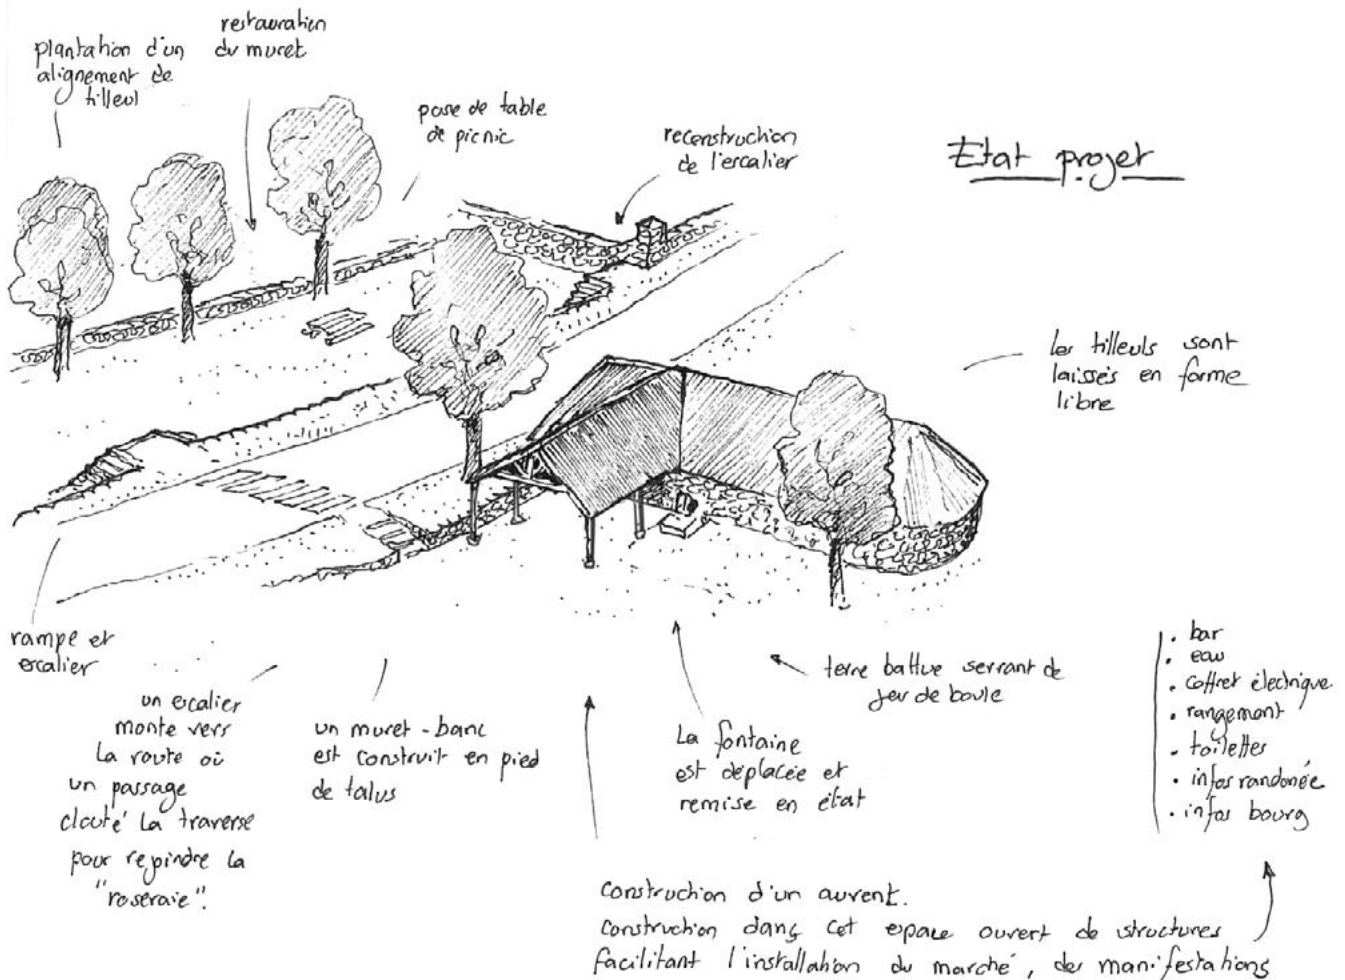 restauration
du muret
plantation d'un
alignement de
tilleul
pose de table
de picnic
reconstruction
de l'escalier
Etat projet
les tilleuls sont
laissés en forme
libre
rampe et
escalier
un escalier
monte vers
la route où
un passage
clouté la traverse
pour rejoindre la
"roseraie".
un muret-banc
est construit en pied
de talus
La fontaine
est déplacée et
remise en état
terre battue servant de
jeu de boule
. bar
. eau
. coffret électrique
. rangement
. toilettes
. infos randonée
. infos bourg
Construction d'un auvent.
Construction dans cet espace ouvert de structures
facilitant l'installation du marché, des manifestations